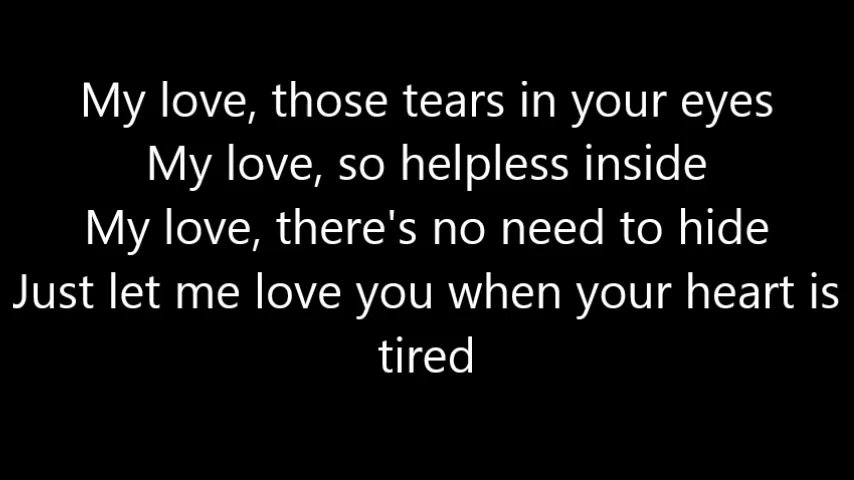 My love, those tears in your eyes
My love, so helpless inside
My love, there's no need to hide
Just let me love you when your heart is
tired